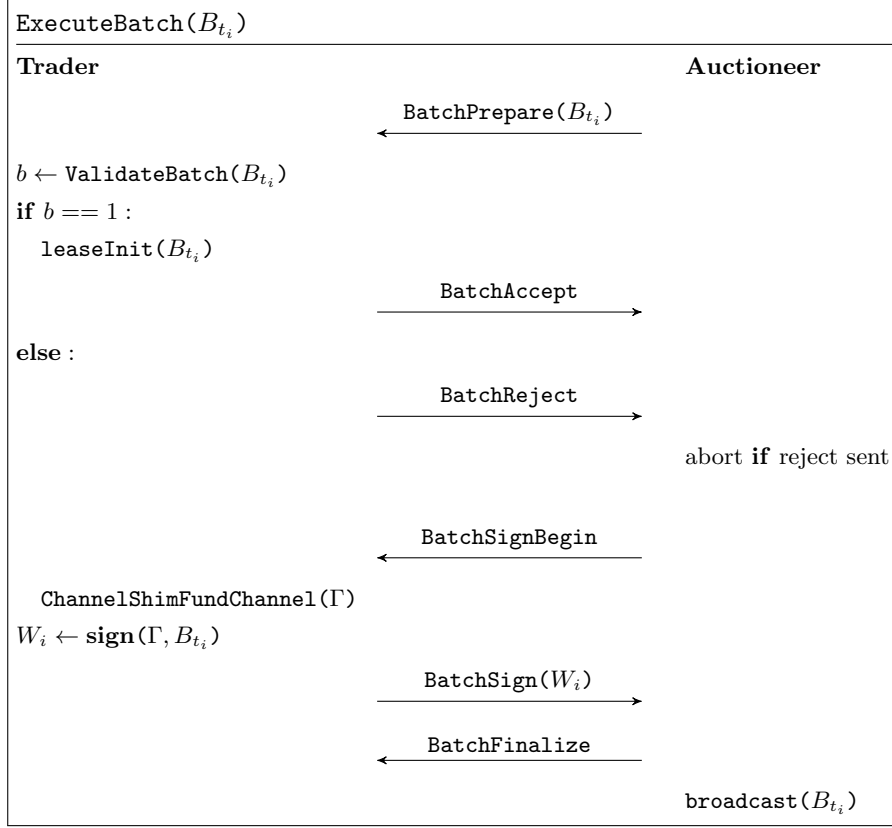 ExecuteBatch(B_{t_i})
Trader Auctioneer
BatchPrepare(B_{t_i})
b ← ValidateBatch(B_{t_i})
if b == 1 :
leaseInit(B_{t_i})
BatchAccept
else :
BatchReject
abort if reject sent
BatchSignBegin
ChannelShimFundChannel(Γ)
W_i ← sign(Γ, B_{t_i})
BatchSign(W_i)
BatchFinalize
broadcast(B_{t_i})